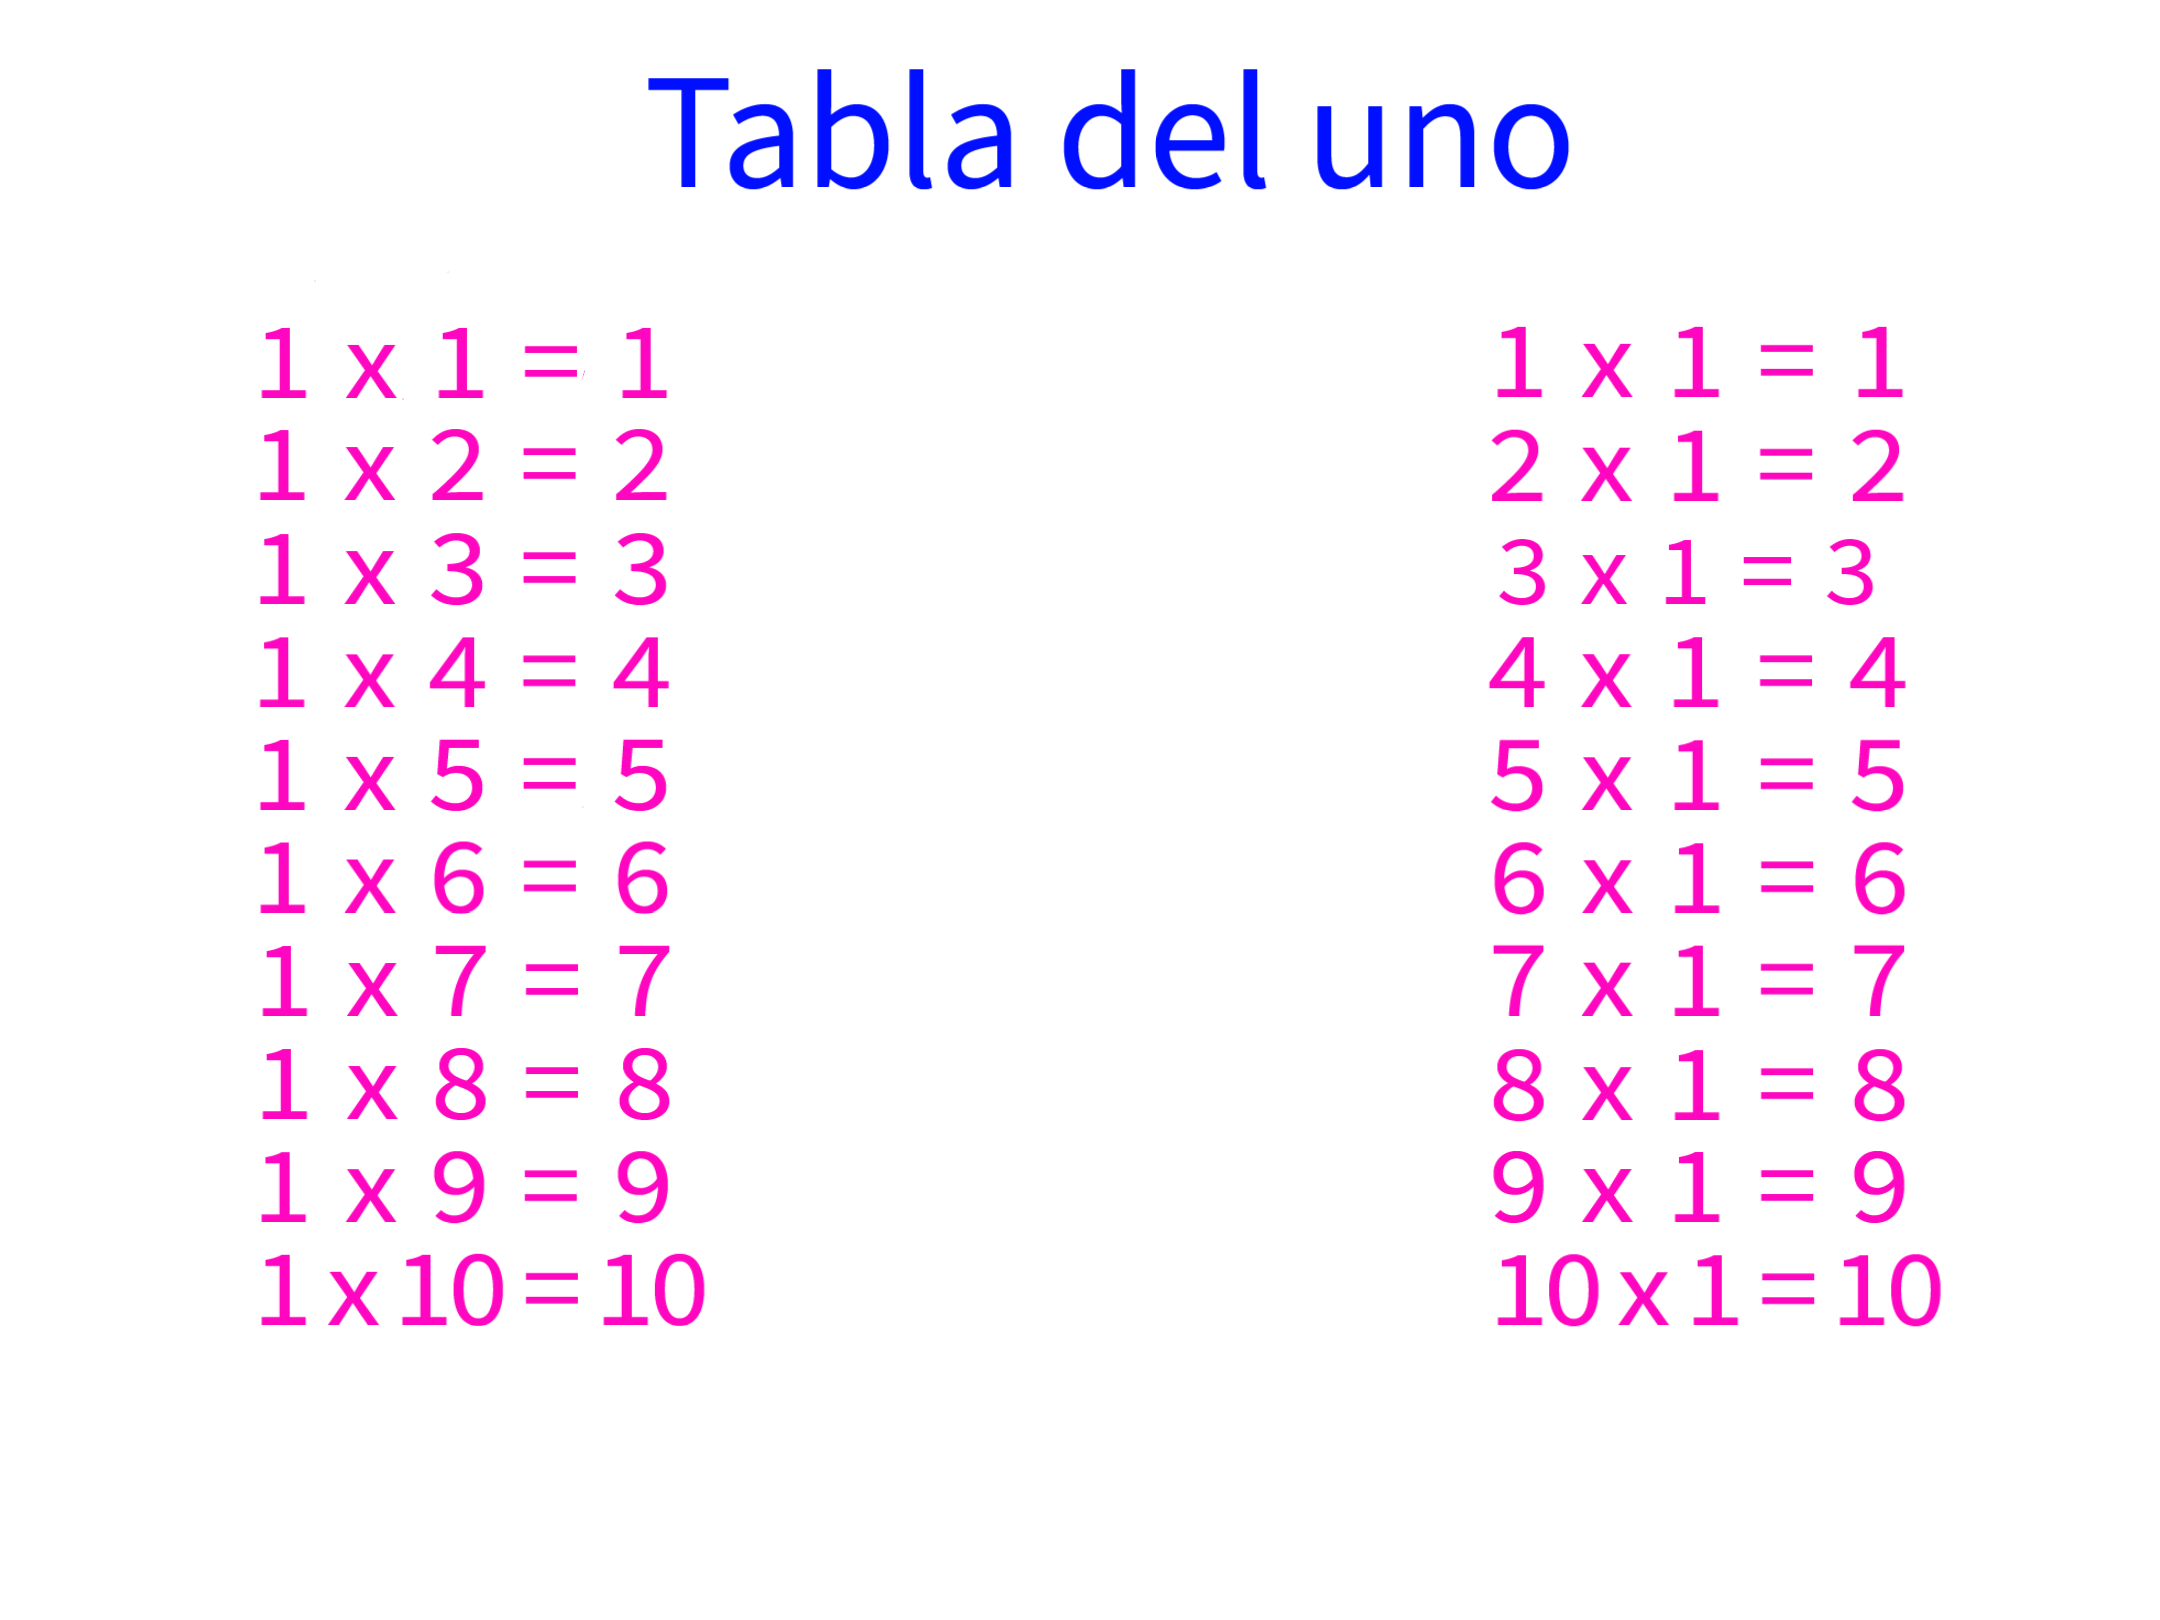 Tabla del uno
1 x 1 = 1
1 x 2 = 2
1 x 3 = 3
1 x 4 = 4
1 x 5 = 5
1 x 6 = 6
1 x 7 = 7
1 x 8 = 8
1 x 9 = 9
1 x 10 = 10
1 x 1 = 1
2 x 1 = 2
3 x 1 = 3
4 x 1 = 4
5 x 1 = 5
6 x 1 = 6
7 x 1 = 7
8 x 1 = 8
9 x 1 = 9
10 x 1 = 10